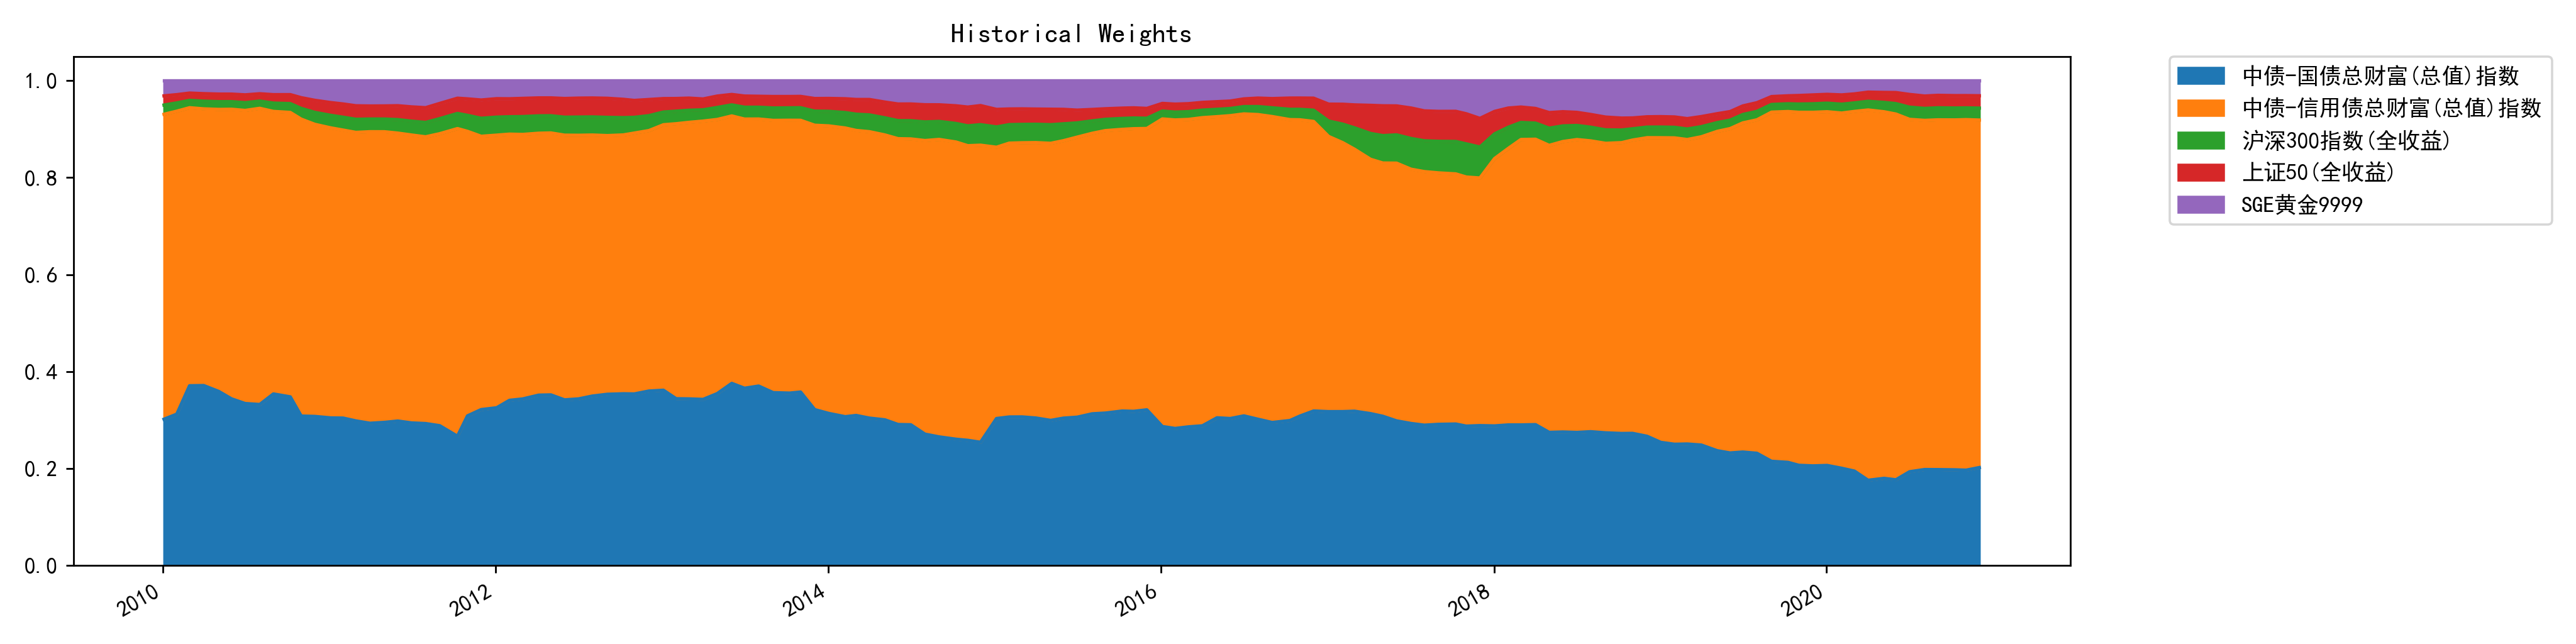 Historical Weights
1.0
0.8
0.6
0.4
0.2
0.0
2010
2012
2014
2016
2018
2020
中债-国债总财富(总值)指数
中债-信用债总财富(总值)指数
沪深300指数(全收益)
上证50(全收益)
SGE黄金9999